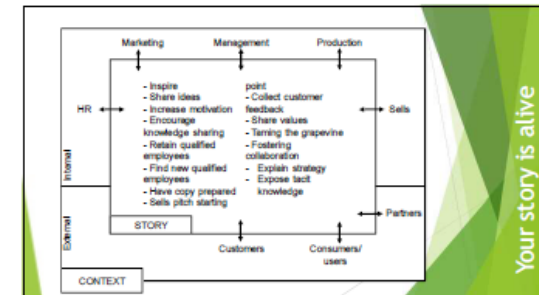 Marketing
Management
Production
HR
Sells
- Inspire
- Share ideas
- Increase motivation
- Encourage
knowledge sharing
- Retain qualified
employees
- Find new qualified
employees
- Have copy prepared
- Sells pitch starting
point
- Collect customer
feedback
- Share values
- Taming the grapevine
- Fostering
collaboration
- Explain strategy
- Expose tacit
knowledge
Internal
External
STORY
Partners
Customers
Consumers/
users
CONTEXT
Your story is alive